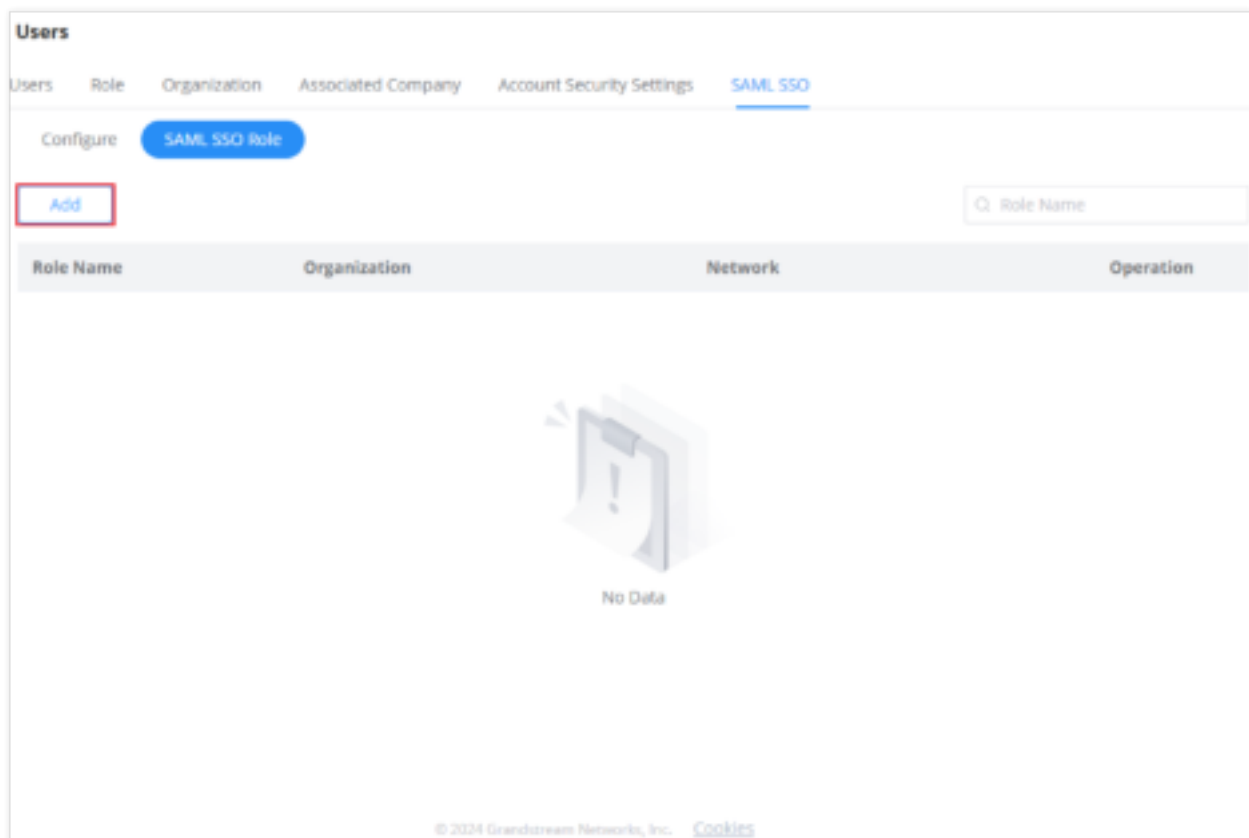 Users
Users Role Organization Associated Company Account Security Settings SAML SSO
Configure SAML SSO Role
Add Role Name
Role Name Organization Network Operation
No Data
© 2024 Grandstream Networks, Inc. Cookies